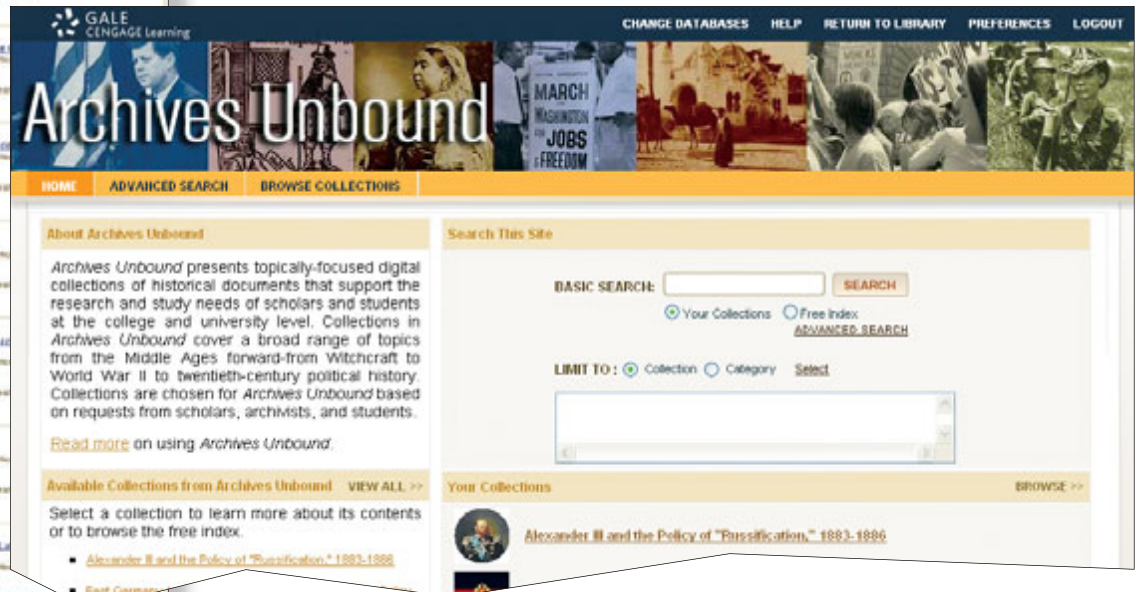 GALE
CENGAGE Learning
CHANGE DATABASES HELP RETURN TO LIBRARY PREFERENCES LOGOUT
Archives Unbound
MARCH
WASHINGTON
FOR JOBS
& FREEDOM
HOME ADVANCED SEARCH BROWSE COLLECTIONS
About Archives Unbound
Archives Unbound presents topically-focused digital
collections of historical documents that support the
research and study needs of scholars and students
at the college and university level. Collections in
Archives Unbound cover a broad range of topics
from the Middle Ages forward-from Witchcraft to
World War II to twentieth-century political history.
Collections are chosen for Archives Unbound based
on requests from scholars, archivists, and students.
Read more on using Archives Unbound.
Available Collections from Archives Unbound VIEW ALL >>
Select a collection to learn more about its contents
or to browse the free index.
Alexander III and the Policy of "Russification," 1883-1886
East Germany
Search This Site
BASIC SEARCH: SEARCH
Your Collections Free Index
ADVANCED SEARCH
LIMIT TO : Collection Category Select
Your Collections BROWSE >>
Alexander III and the Policy of "Russification," 1883-1886